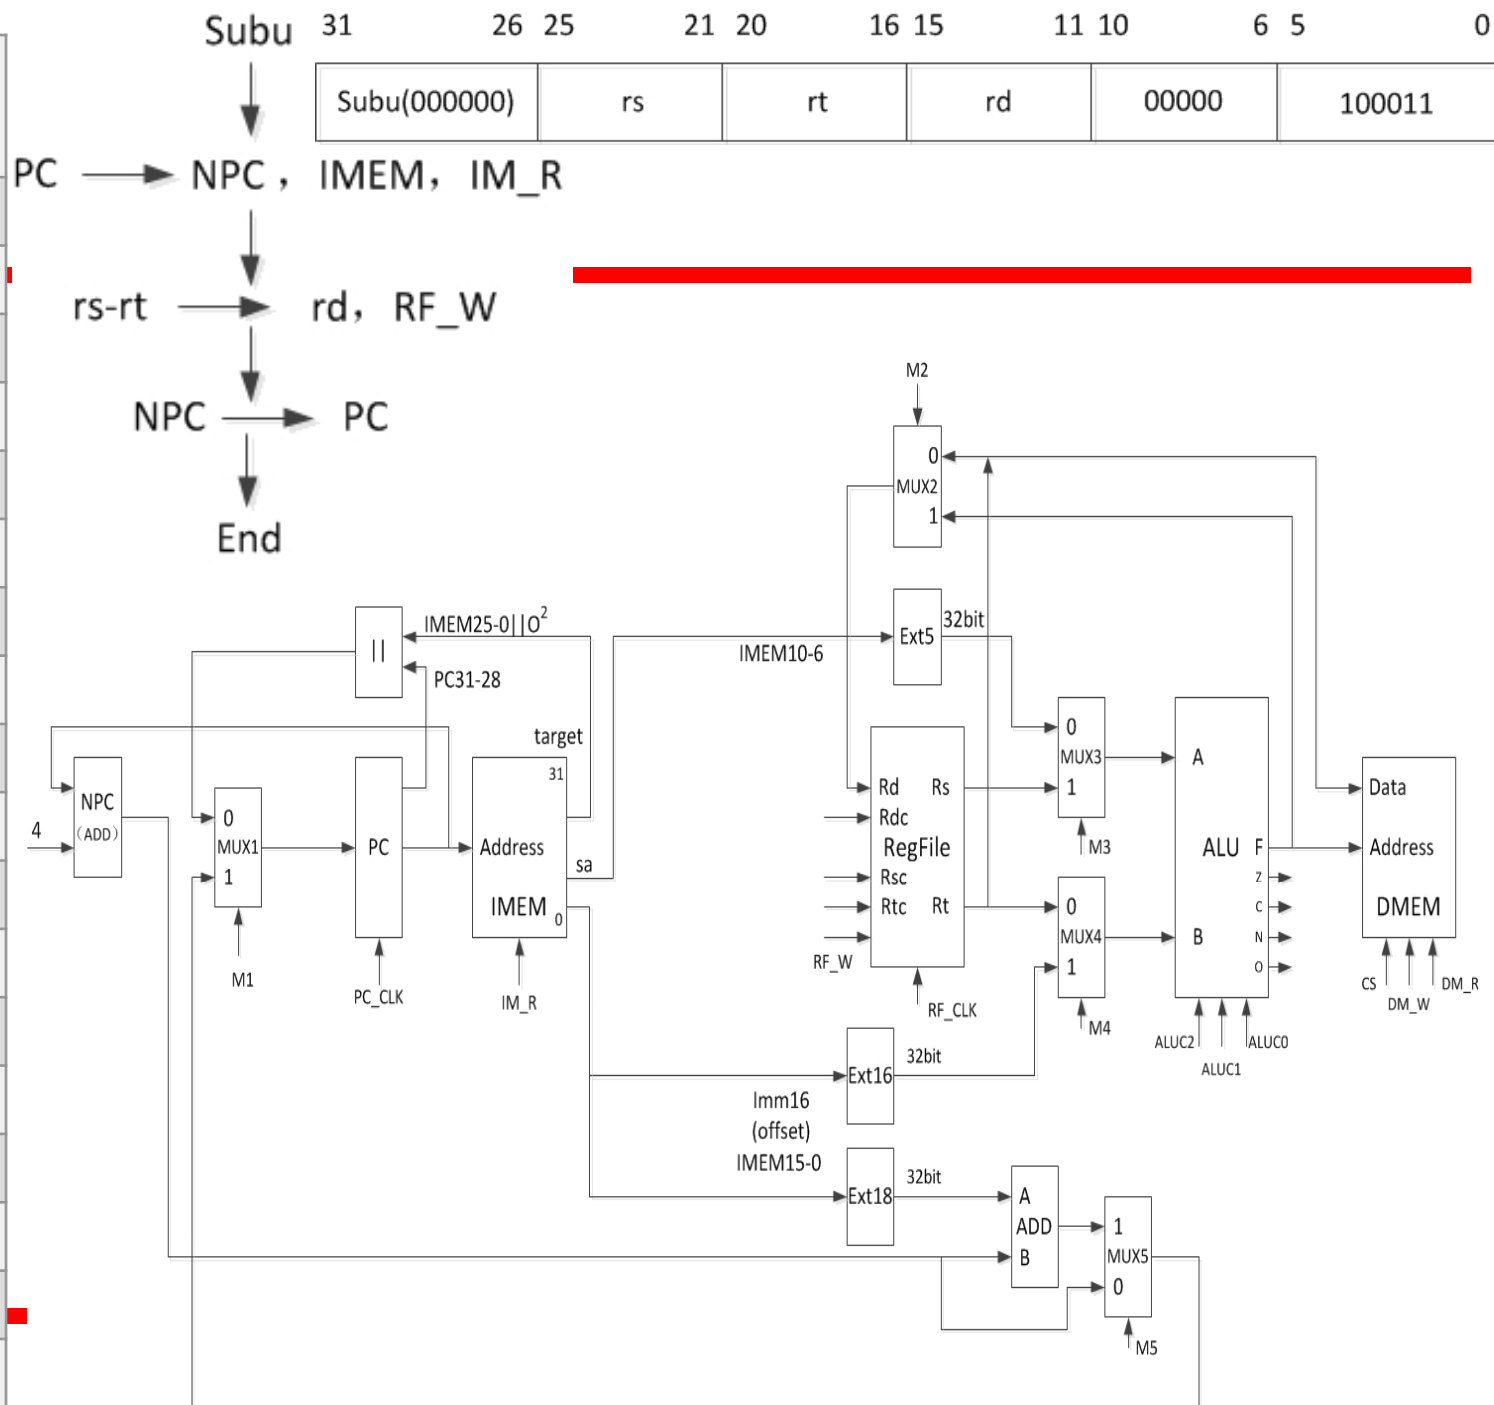 Subu 31 26 25 21 20 16 15 11 10 6 5 0
Subu(000000) rs rt rd 00000 100011
PC NPC， IMEM， IM_R
rs-rt rd， RF_W
NPC PC
End
M2
0
MUX2
1
IMEM25-0||O²
||
PC31-28
Ext5
32bit
IMEM10-6
target
31
Address
sa
IMEM
0
IM_R
NPC
（ADD）
4
0
MUX1
1
M1
PC
PC_CLK
Rd Rs
Rdc
RegFile
Rsc
Rtc Rt
RF_W
RF_CLK
0
MUX3
1
M3
0
MUX4
1
M4
A
ALU F
Z
C
B N
O
ALUC2 ALUC0
ALUC1
Data
Address
DMEM
CS DM_R
DM_W
Ext16
32bit
Imm16
(offset)
IMEM15-0
Ext18
32bit
A
ADD
B
1
MUX5
0
M5